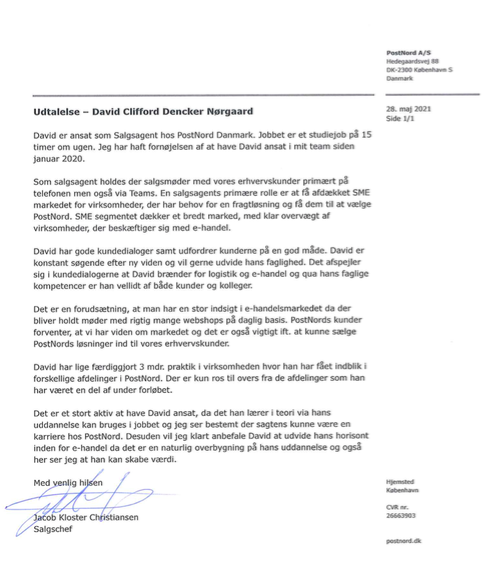 PostNord A/S
Hedegaardsvej 88
DK-2300 København S
Danmark
28. maj 2021
Side 1/1
Udtalelse – David Clifford Dencker Nørgaard
David er ansat som Salgsagent hos PostNord Danmark. Jobbet er et studiejob på 15
timer om ugen. Jeg har haft fornøjelsen af at have David ansat i mit team siden
januar 2020.
Som salgsagent holdes der salgsmøder med vores erhvervskunder primært på
telefonen men også via Teams. En salgsagents primære rolle er at få afdækket SME
markedet for virksomheder, der har behov for en fragtløsning og få dem til at vælge
PostNord. SME segmentet dækker et bredt marked, med klar overvægt af
virksomheder, der beskæftiger sig med e-handel.
David har gode kundedialoger samt udfordrer kunderne på en god måde. David er
konstant søgende efter ny viden og vil gerne udvide hans faglighed. Det afspejler
sig i kundedialogerne at David brænder for logistik og e-handel og qua hans faglige
kompetencer er han vellidt af både kunder og kolleger.
Det er en forudsætning, at man har en stor indsigt i e-handelsmarkedet da der
bliver holdt møder med rigtig mange webshops på daglig basis. PostNords kunder
forventer, at vi har viden om markedet og det er også vigtigt ift. at kunne sælge
PostNords løsninger ind til vores erhvervskunder.
David har lige færdiggjort 3 mdr. praktik i virksomheden hvor han har fået indblik i
forskellige afdelinger i PostNord. Der er kun ros til overs fra de afdelinger som han
har været en del af under forløbet.
Det er et stort aktiv at have David ansat, da det han lærer i teori via hans
uddannelse kan bruges i jobbet og jeg ser bestemt der sagtens kunne være en
karriere hos PostNord. Desuden vil jeg klart anbefale David at udvide hans horisont
inden for e-handel da det er en naturlig overbygning på hans uddannelse og også
her ser jeg at han kan skabe værdi.
Med venlig hilsen
Jacob Kloster Christiansen
Salgschef
Hjemsted
København
CVR nr.
26663903
postnord.dk